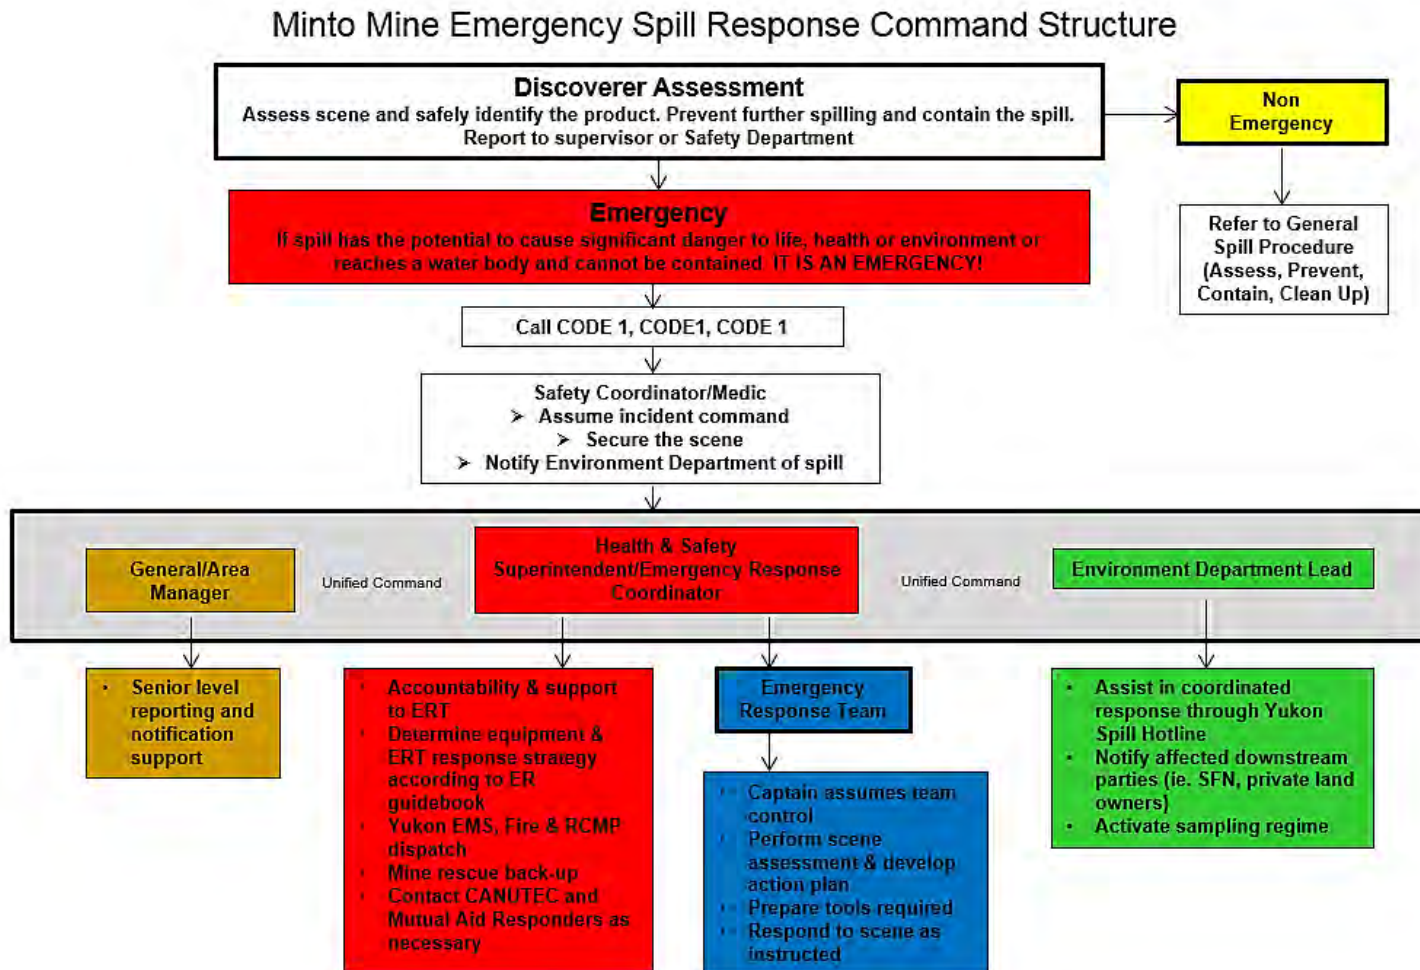 Minto Mine Emergency Spill Response Command Structure
Discoverer Assessment
Assess scene and safely identify the product. Prevent further spilling and contain the spill.
Report to supervisor or Safety Department
Non
Emergency
Emergency
If spill has the potential to cause significant danger to life, health or environment or
reaches a water body and cannot be contained IT IS AN EMERGENCY!
Refer to General
Spill Procedure
(Assess, Prevent,
Contain, Clean Up)
Call CODE 1, CODE1, CODE 1
Safety Coordinator/Medic
➢ Assume incident command
➢ Secure the scene
➢ Notify Environment Department of spill
General/Area
Manager
Unified Command
Health & Safety
Superintendent/Emergency Response
Coordinator
Unified Command
Environment Department Lead
• Senior level
reporting and
notification
support
• Accountability & support
to ERT
• Determine equipment &
ERT response strategy
according to ER
guidebook
• Yukon EMS, Fire & RCMP
dispatch
• Mine rescue back-up
• Contact CANUTEC and
Mutual Aid Responders as
necessary
Emergency
Response Team
• Captain assumes team
control
• Perform scene
assessment & develop
action plan
• Prepare tools required
• Respond to scene as
instructed
• Assist in coordinated
response through Yukon
Spill Hotline
• Notify affected downstream
parties (ie. SFN, private land
owners)
• Activate sampling regime